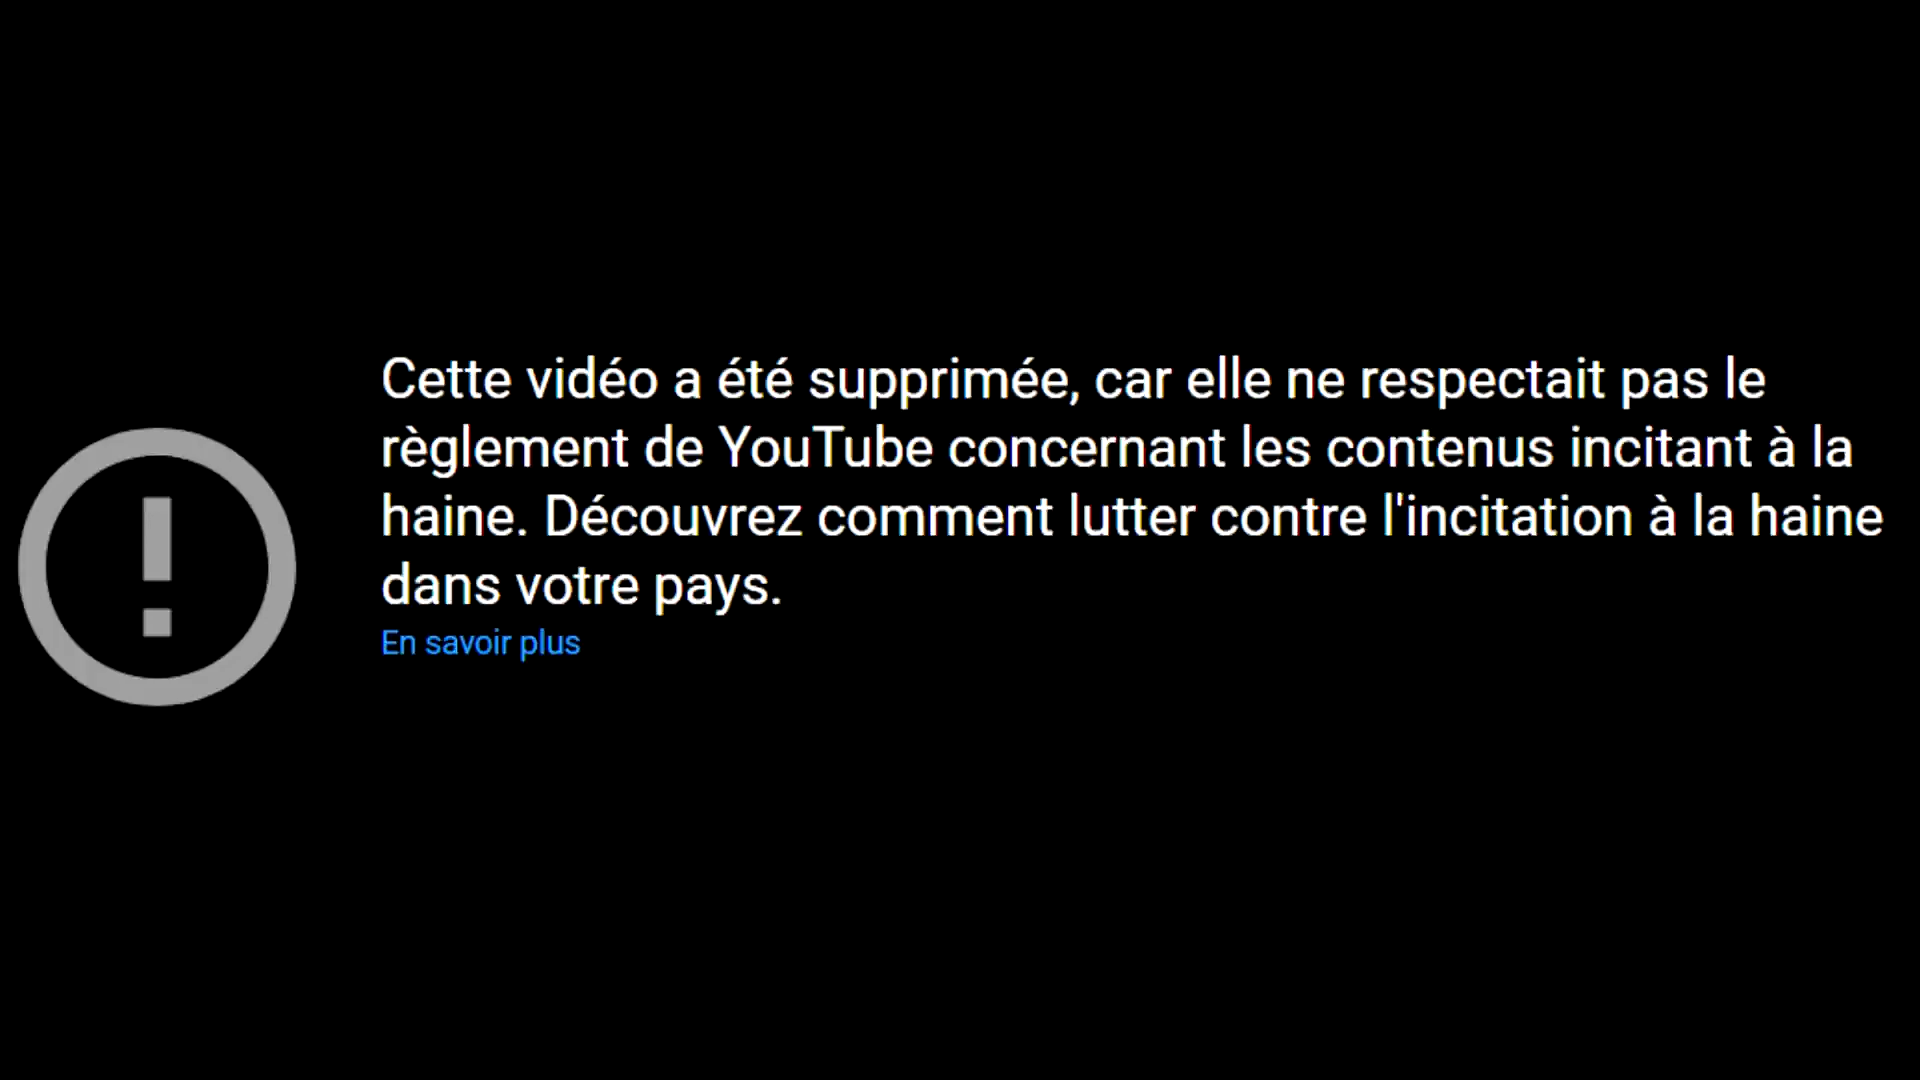 Cette vidéo a été supprimée, car elle ne respectait pas le
règlement de YouTube concernant les contenus incitant à la
haine. Découvrez comment lutter contre l'incitation à la haine
dans votre pays.
En savoir plus